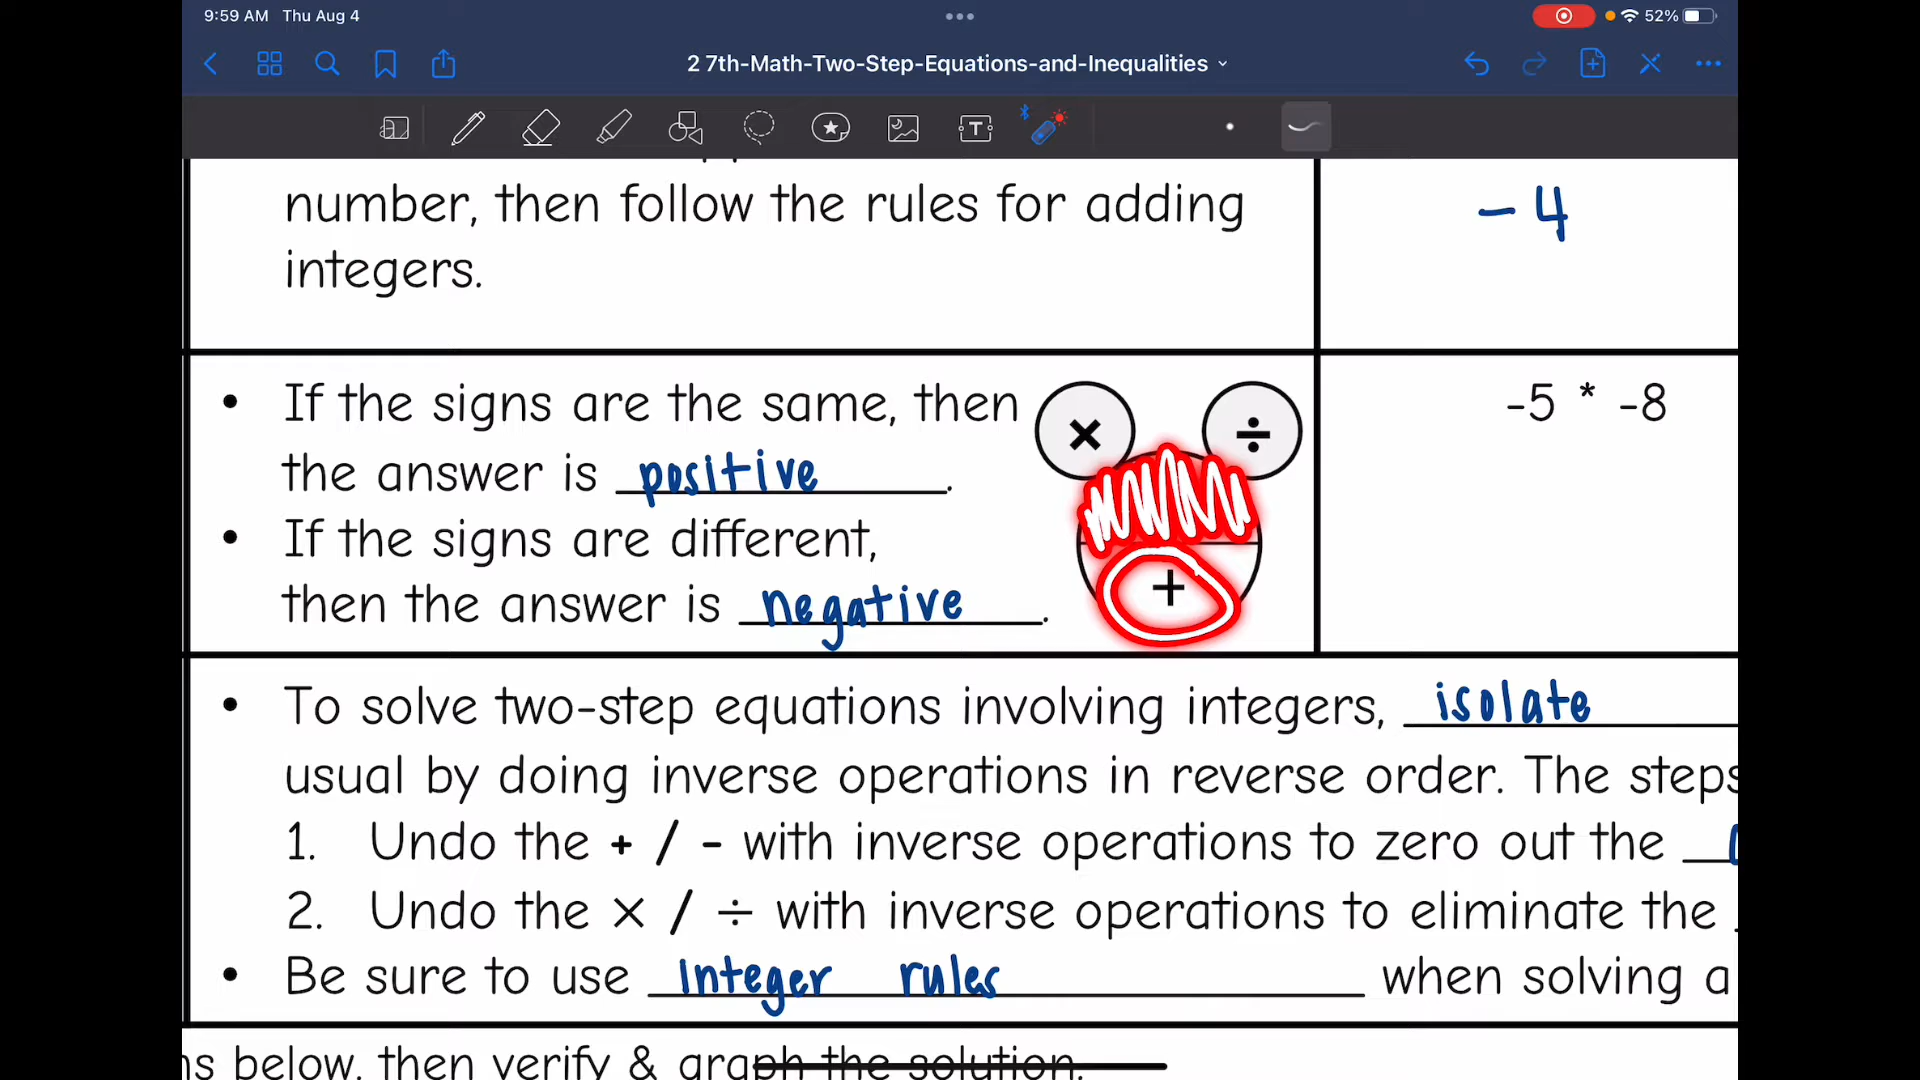 9:59 AM Thu Aug 4
52%
2 7th-Math-Two-Step-Equations-and-Inequalities
number, then follow the rules for adding
integers.
-4
If the signs are the same, then
the answer is positive.
If the signs are different,
then the answer is negative.
× ÷
+
-5 * -8
To solve two-step equations involving integers, isolate
usual by doing inverse operations in reverse order. The steps
1. Undo the + / - with inverse operations to zero out the
2. Undo the × / ÷ with inverse operations to eliminate the
Be sure to use integer rules when solving a
below, then verify & graph the solution.